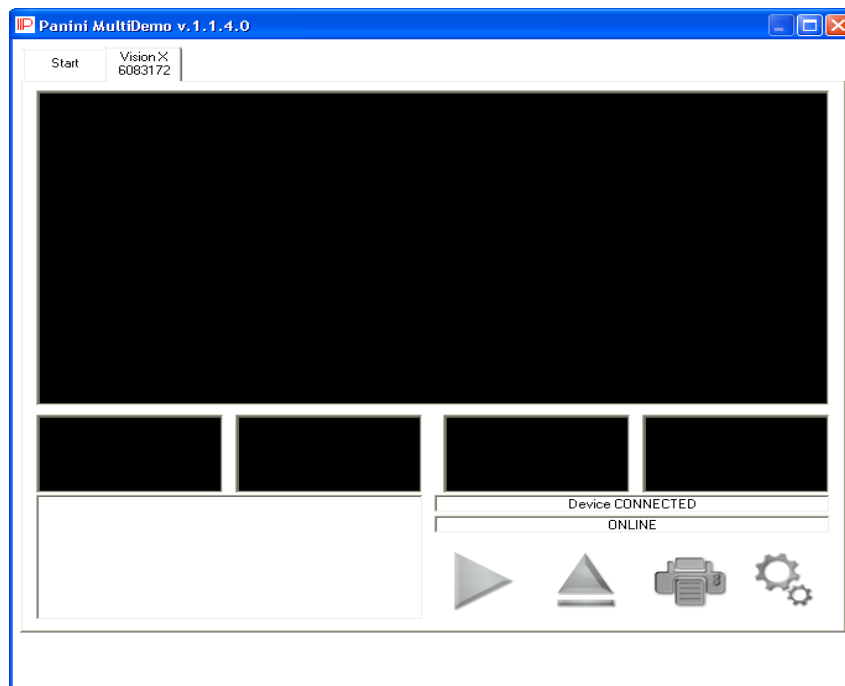 Panini MultiDemo v.1.1.4.0
Start
Vision X
6083172
Device CONNECTED
ONLINE